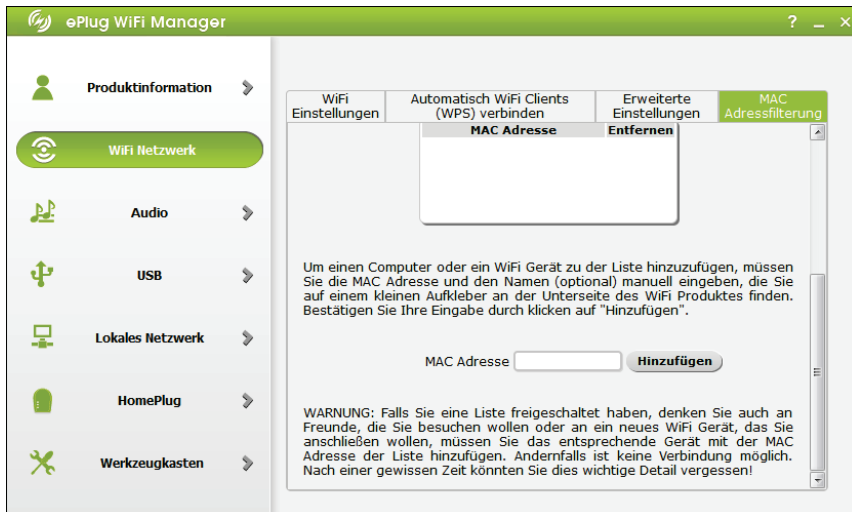 ePlug WiFi Manager
? _ ×
Produktinformation
WiFi Netzwerk
Audio
USB
Lokales Netzwerk
HomePlug
Werkzeugkasten
WiFi
Einstellungen
Automatisch WiFi Clients
(WPS) verbinden
Erweiterte
Einstellungen
MAC
Adressfilterung
MAC Adresse Entfernen
Um einen Computer oder ein WiFi Gerät zu der Liste hinzuzufügen, müssen
Sie die MAC Adresse und den Namen (optional) manuell eingeben, die Sie
auf einem kleinen Aufkleber an der Unterseite des WiFi Produktes finden.
Bestätigen Sie Ihre Eingabe durch klicken auf "Hinzufügen".
MAC Adresse Hinzufügen
WARNUNG: Falls Sie eine Liste freigeschaltet haben, denken Sie auch an
Freunde, die Sie besuchen wollen oder an ein neues WiFi Gerät, das Sie
anschließen wollen, müssen Sie das entsprechende Gerät mit der MAC
Adresse der Liste hinzufügen. Andernfalls ist keine Verbindung möglich.
Nach einer gewissen Zeit könnten Sie dies wichtige Detail vergessen!